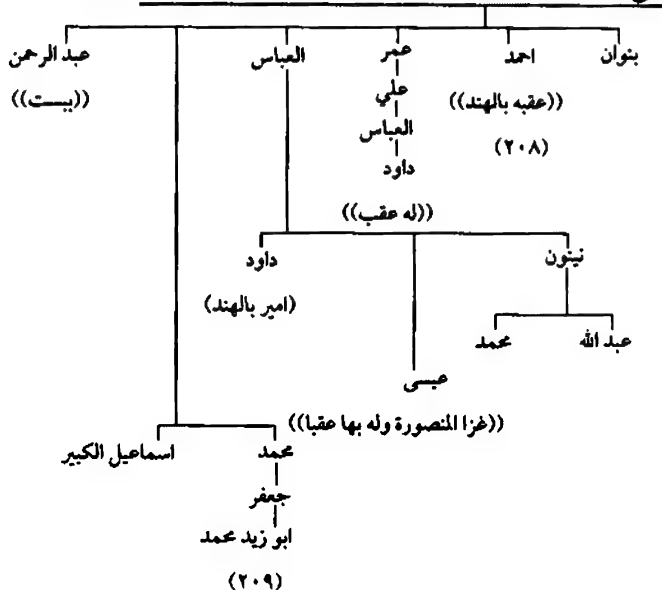 بنوان احمد عمر العباس عبد الرحمن
((عقبه بالهند)) علي ((ببست))
(٢٠٨) العباس
داود
((له عقب))
نينون داود
(امير بالهند)
عبد الله محمد
عيسى
((غزا المنصورة وله بها عقبا))
محمد اسماعيل الكبير
جعفر
ابو زيد محمد
(٢٠٩)